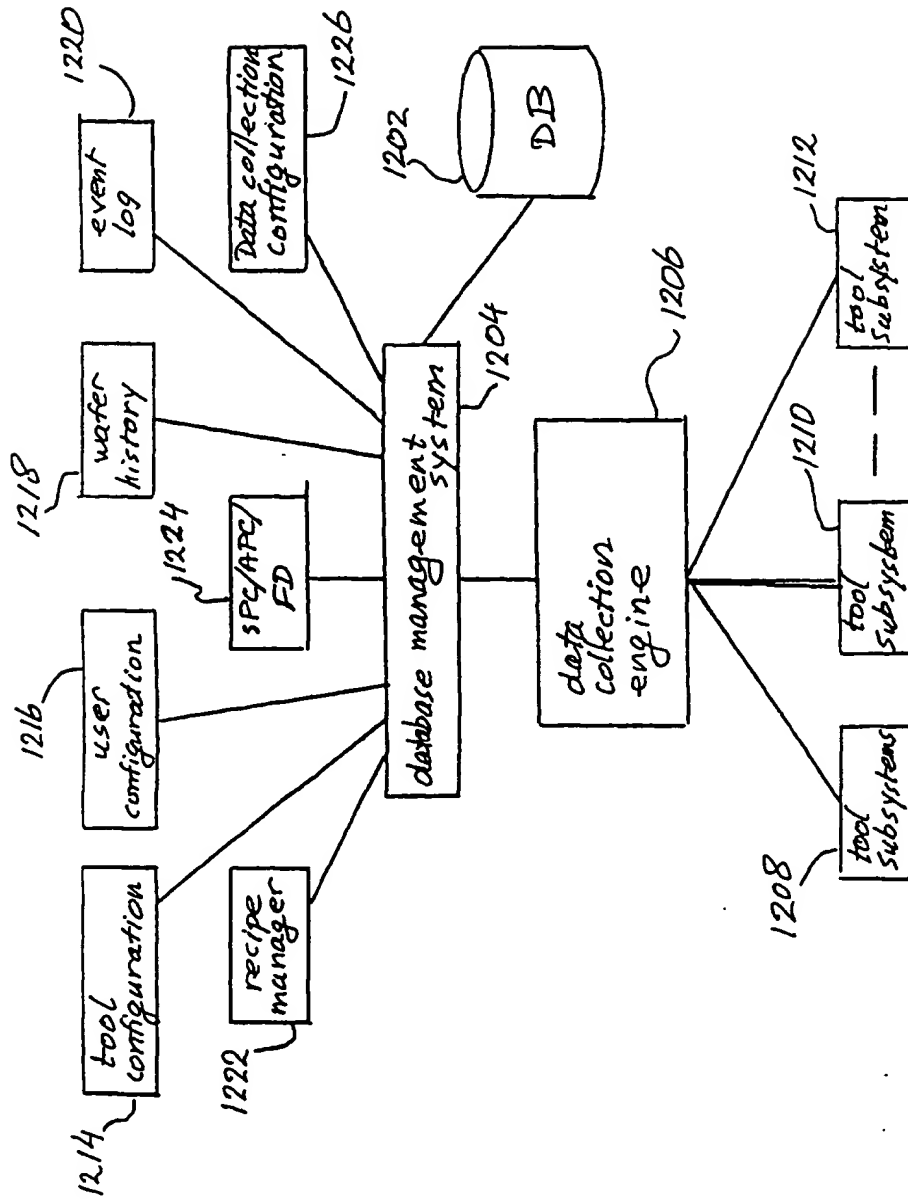 1214
tool
configuration
1216
user
configuration
1218
wafer
history
1220
event
log
1222
recipe
manager
1224
SPC/APC/
FD
Data collection
configuration
1226
database management
system
1204
1202
DB
data
collection
engine
1206
1208
tool
subsystems
1210
tool
subsystem
1212
tool
subsystem